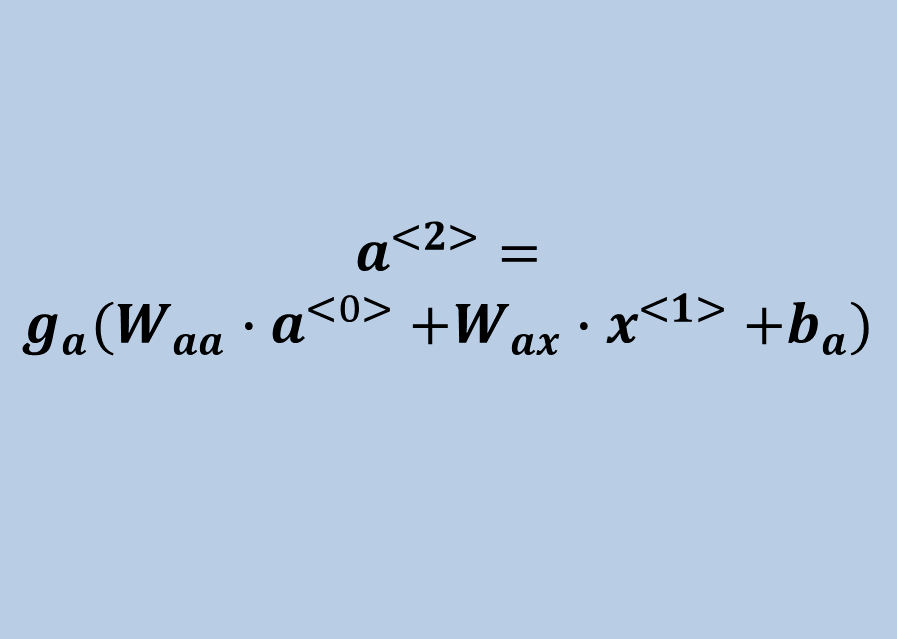 a^{<2>} =
g_a(W_{aa} · a^{<0>} +W_{ax} · x^{<1>} +b_a)